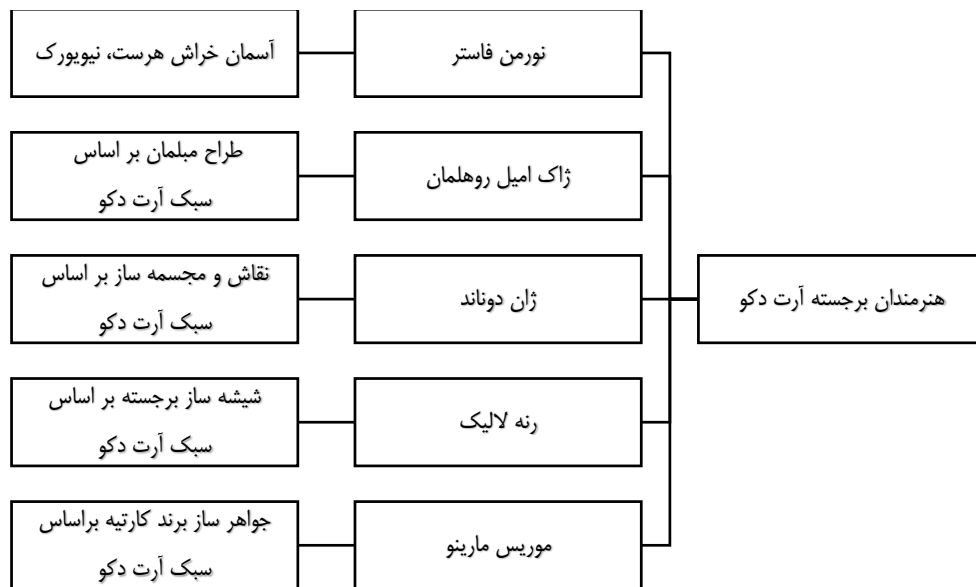 هنرمندان برجسته آرت دکو
نورمن فاستر
آسمان خراش هرست، نیویورک
ژاک امیل روهلمان
طراح مبلمان بر اساس
سبک آرت دکو
ژان دوناند
نقاش و مجسمه ساز بر اساس
سبک آرت دکو
رنه لالیک
شیشه ساز برجسته بر اساس
سبک آرت دکو
موریس مارینو
جواهر ساز برند کارتیه براساس
سبک آرت دکو